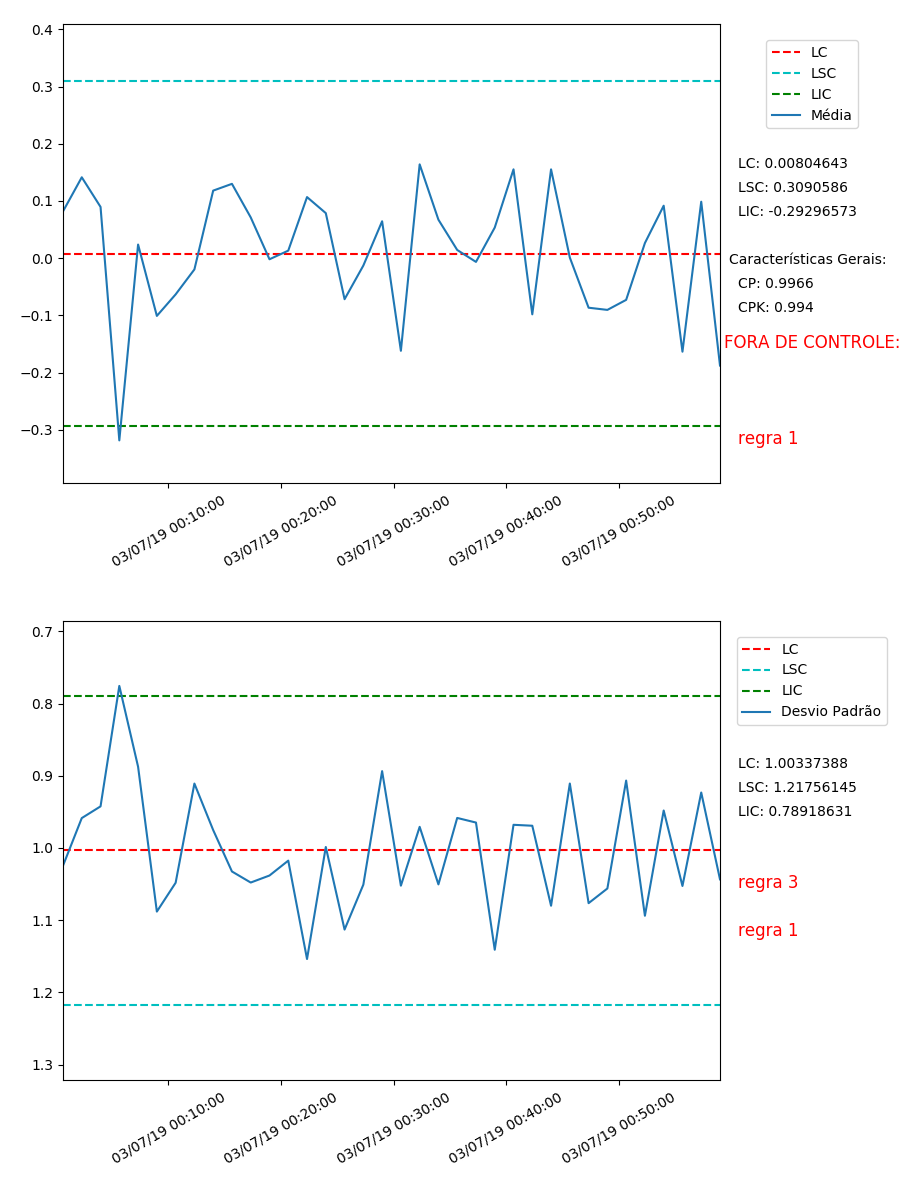 0.4
0.3
0.2
0.1
0.0
−0.1
−0.2
−0.3
03/07/19 00:10:00
03/07/19 00:20:00
03/07/19 00:30:00
03/07/19 00:40:00
03/07/19 00:50:00
LC
LSC
LIC
Média
LC: 0.00804643
LSC: 0.3090586
LIC: -0.29296573
Características Gerais:
CP: 0.9966
CPK: 0.994
FORA DE CONTROLE:
regra 1
0.7
0.8
0.9
1.0
1.1
1.2
1.3
03/07/19 00:10:00
03/07/19 00:20:00
03/07/19 00:30:00
03/07/19 00:40:00
03/07/19 00:50:00
LC
LSC
LIC
Desvio Padrão
LC: 1.00337388
LSC: 1.21756145
LIC: 0.78918631
regra 3
regra 1